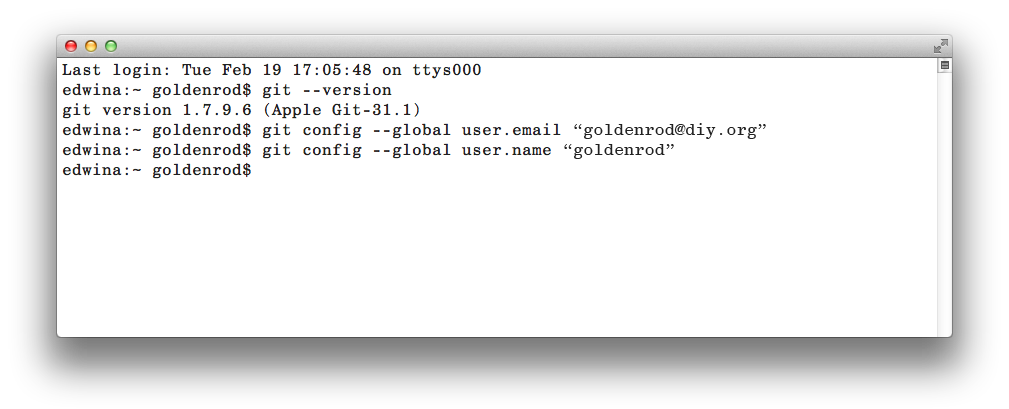 Last login: Tue Feb 19 17:05:48 on ttys000
edwina:~ goldenrod$ git --version
git version 1.7.9.6 (Apple Git-31.1)
edwina:~ goldenrod$ git config --global user.email “goldenrod@diy.org”
edwina:~ goldenrod$ git config --global user.name “goldenrod”
edwina:~ goldenrod$